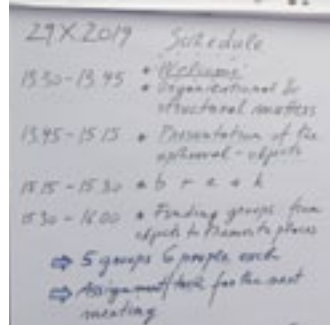 29 X 2019 Schedule
13.30 - 13.45 • "Welcome"
• Organizational &
structural matters
13.45 - 15.15 • Presentation of the
ephemeral - objects
15.15 - 15.30 • b r e a k
15.30 - 16.00 • Finding groups from
objects to themes to places
⇒ 5 groups 6 people each
⇒ Assignment/task for the next
meeting